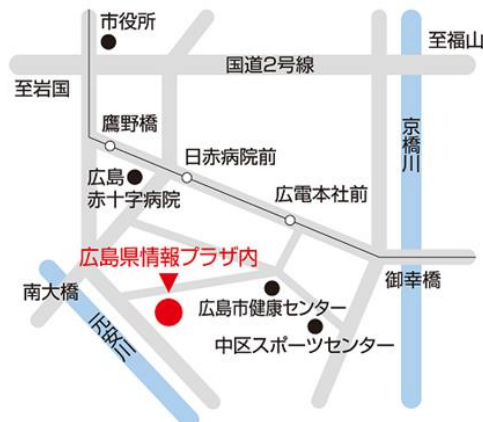 市役所
至福山
国道2号線
至岩国
京橋川
鷹野橋
日赤病院前
広島
赤十字病院
広電本社前
広島県情報プラザ内
御幸橋
南大橋
元安川
広島市健康センター
中区スポーツセンター